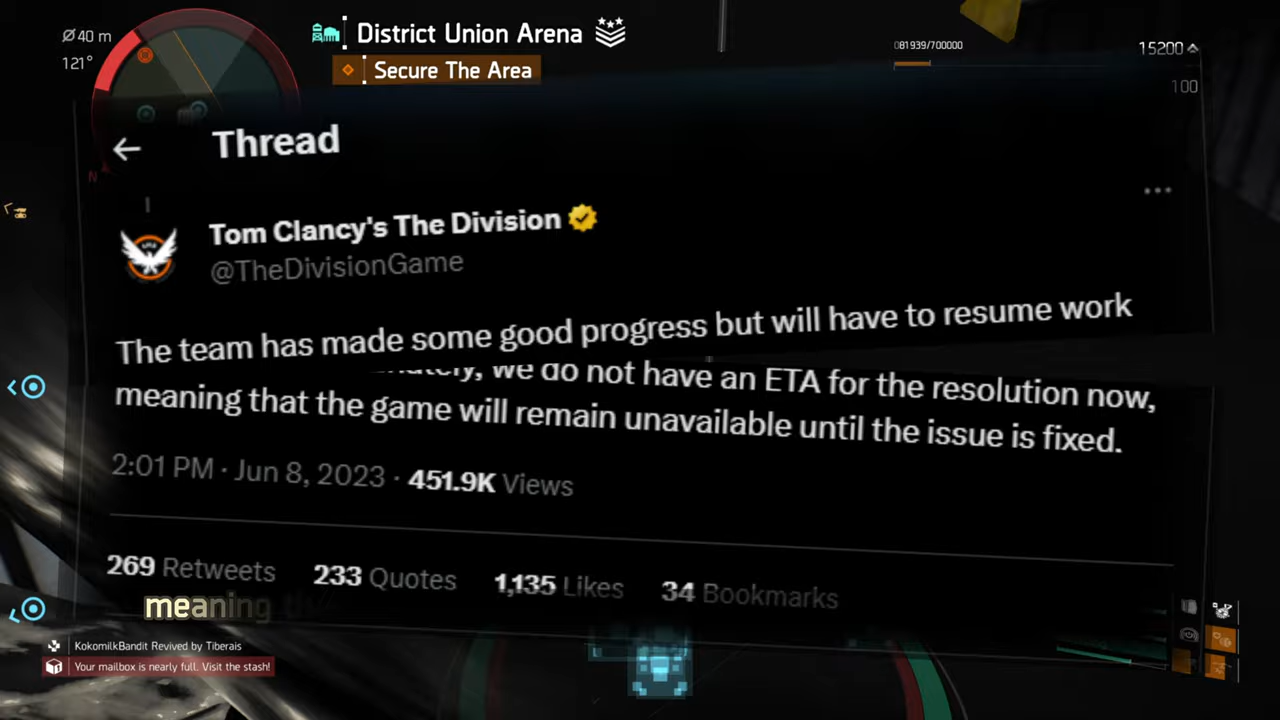 Ø 40 m
121°
District Union Arena
Secure The Area
081939/700000
15200
100
Thread
N
Tom Clancy's The Division
@TheDivisionGame
The team has made some good progress but will have to resume work
we do not have an ETA for the resolution now,
meaning that the game will remain unavailable until the issue is fixed.
2:01 PM · Jun 8, 2023 · 451.9K Views
269 Retweets 233 Quotes 1,135 Likes 34 Bookmarks
meaning
KokomilkBandit Revived by Tiberais
Your mailbox is nearly full. Visit the stash!